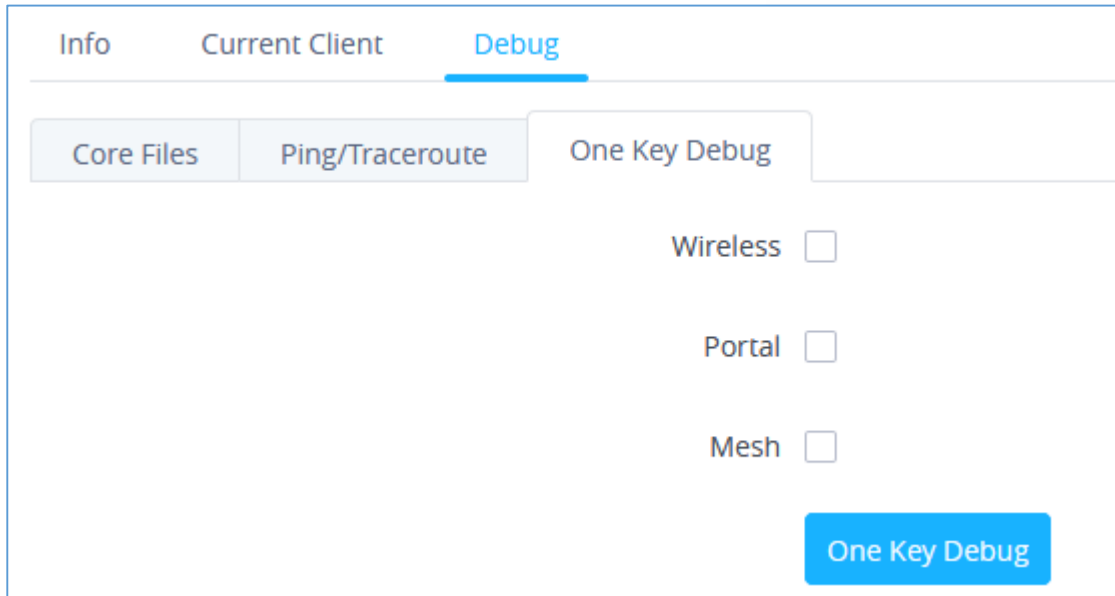 Info Current Client Debug
Core Files Ping/Traceroute One Key Debug
Wireless
Portal
Mesh
One Key Debug